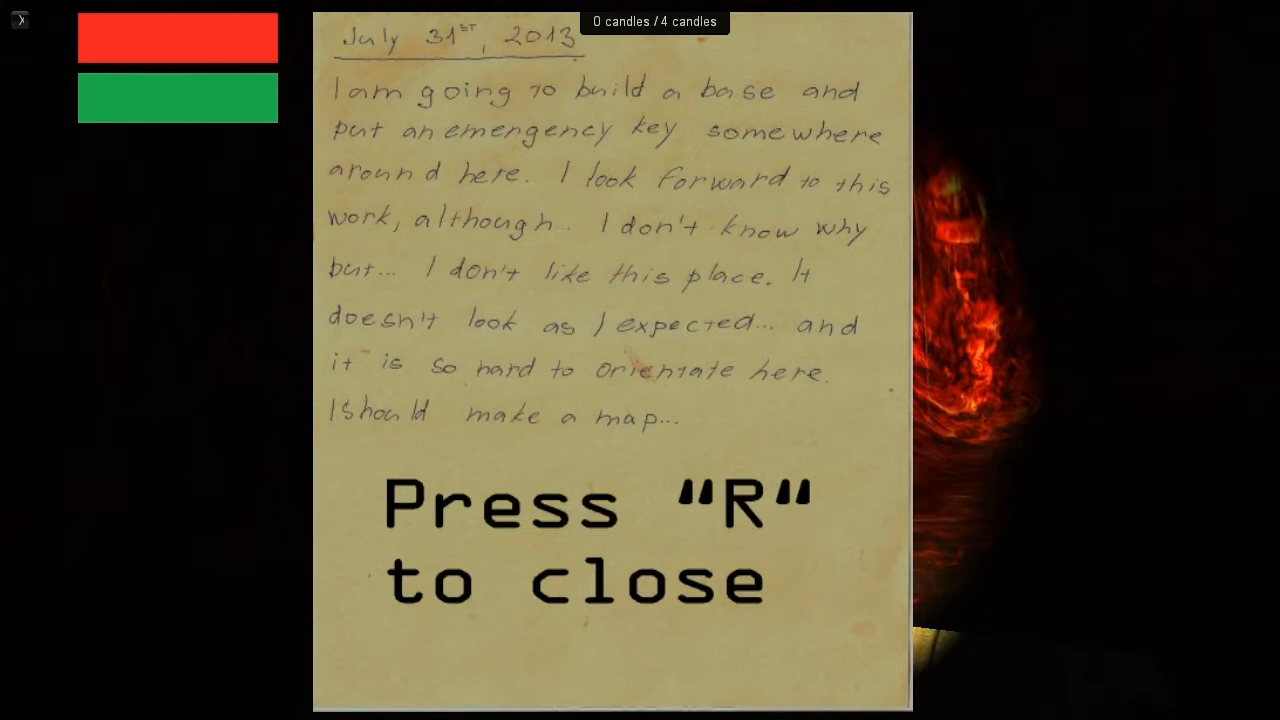 0 candles / 4 candles
July 31ST, 2013
I am going to build a base and
put an emergency key somewhere
around here. I look forward to this
work, although... I don't know why
but... I don't like this place. It
doesn't look as I expected... and
it is so hard to orientate here.
I should make a map...
Press “R“
to close